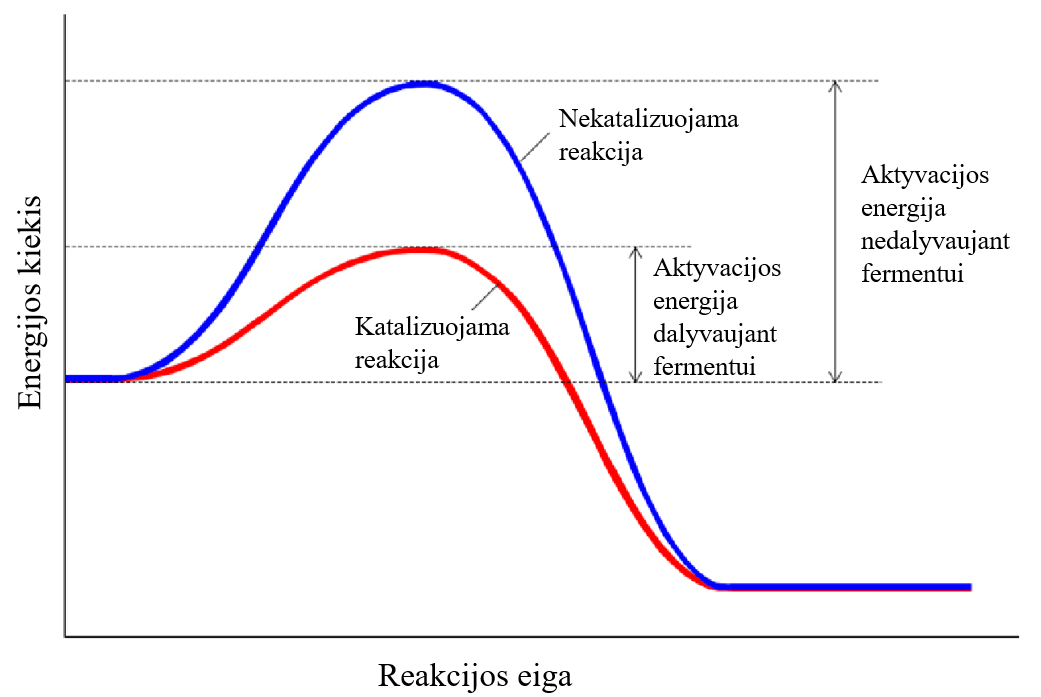 Nekatalizuojama
reakcija
Aktyvacijos
energija
nedalyvaujant
fermentui
Aktyvacijos
energija
dalyvaujant
fermentui
Katalizuojama
reakcija
Energijos kiekis
Reakcijos eiga